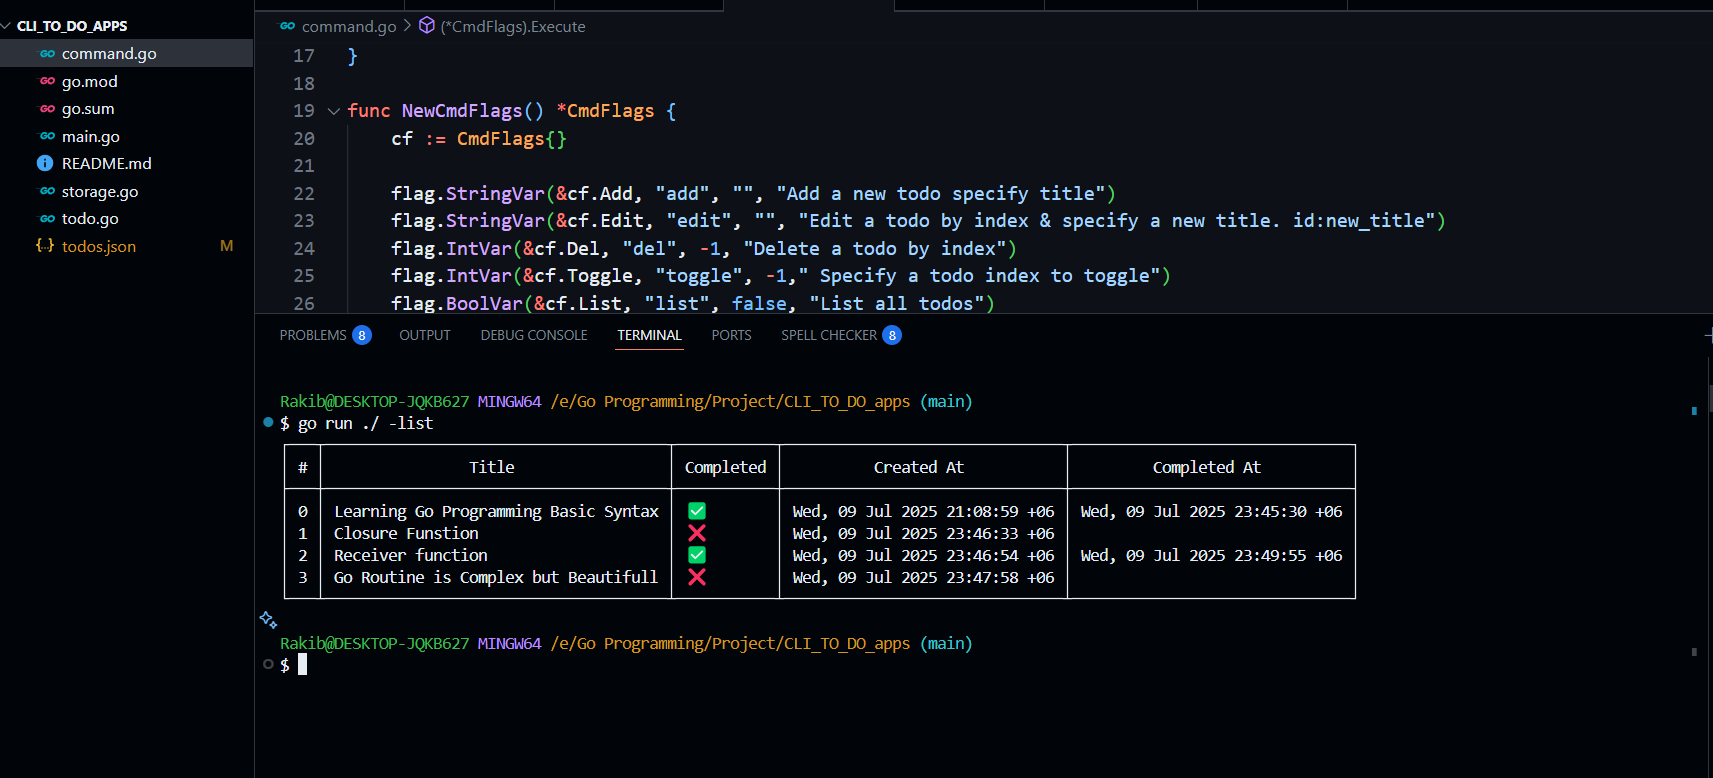 CLI_TO_DO_APPS
command.go
go.mod
go.sum
main.go
README.md
storage.go
todo.go
{..} todos.json M
command.go > (*CmdFlags).Execute
17 }
18
19 func NewCmdFlags() *CmdFlags {
20 cf := CmdFlags{}
21
22 flag.StringVar(&cf.Add, "add", "", "Add a new todo specify title")
23 flag.StringVar(&cf.Edit, "edit", "", "Edit a todo by index & specify a new title. id:new_title")
24 flag.IntVar(&cf.Del, "del", -1, "Delete a todo by index")
25 flag.IntVar(&cf.Toggle, "toggle", -1," Specify a todo index to toggle")
26 flag.BoolVar(&cf.List, "list", false, "List all todos")
PROBLEMS 8 OUTPUT DEBUG CONSOLE TERMINAL PORTS SPELL CHECKER 8
Rakib@DESKTOP-JQKB627 MINGW64 /e/Go Programming/Project/CLI_TO_DO_apps (main)
$ go run ./ -list
# Title Completed Created At Completed At
0 Learning Go Programming Basic Syntax ✅ Wed, 09 Jul 2025 21:08:59 +06 Wed, 09 Jul 2025 23:45:30 +06
1 Closure Funstion ❌ Wed, 09 Jul 2025 23:46:33 +06
2 Receiver function ✅ Wed, 09 Jul 2025 23:46:54 +06 Wed, 09 Jul 2025 23:49:55 +06
3 Go Routine is Complex but Beautifull ❌ Wed, 09 Jul 2025 23:47:58 +06
Rakib@DESKTOP-JQKB627 MINGW64 /e/Go Programming/Project/CLI_TO_DO_apps (main)
$